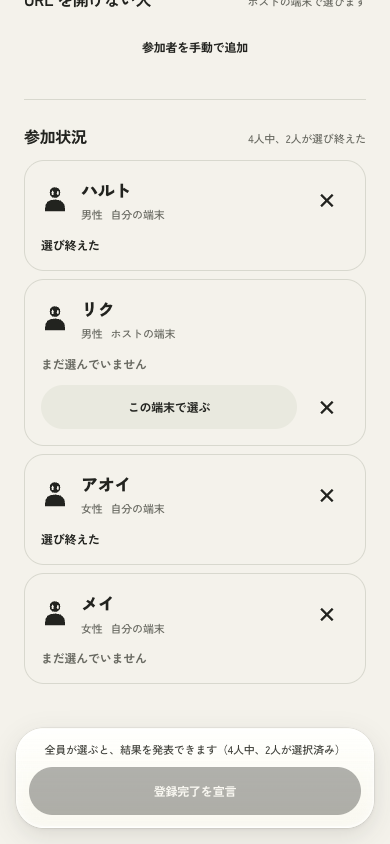 URL を開けない人
ホストの端末で選びます
参加者を手動で追加
参加状況
4人中、2人が選び終えた
ハルト
男性 自分の端末
選び終えた
リク
男性 ホストの端末
まだ選んでいません
この端末で選ぶ
アオイ
女性 自分の端末
選び終えた
メイ
女性 自分の端末
まだ選んでいません
全員が選ぶと、結果を発表できます（4人中、2人が選択済み）
登録完了を宣言